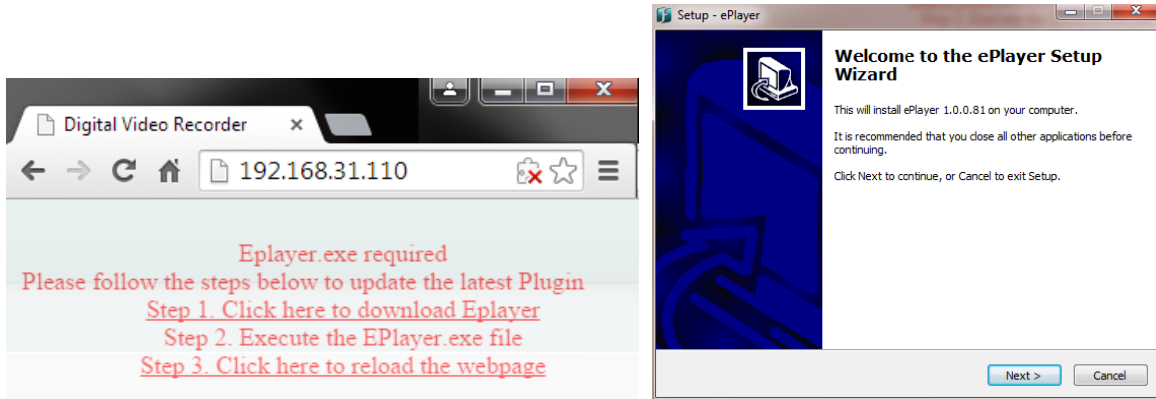 Digital Video Recorder
192.168.31.110
Eplayer.exe required
Please follow the steps below to update the latest Plugin
Step 1. Click here to download Eplayer
Step 2. Execute the EPlayer.exe file
Step 3. Click here to reload the webpage
Setup - ePlayer
Welcome to the ePlayer Setup
Wizard
This will install ePlayer 1.0.0.81 on your computer.
It is recommended that you close all other applications before
continuing.
Click Next to continue, or Cancel to exit Setup.
Next >
Cancel